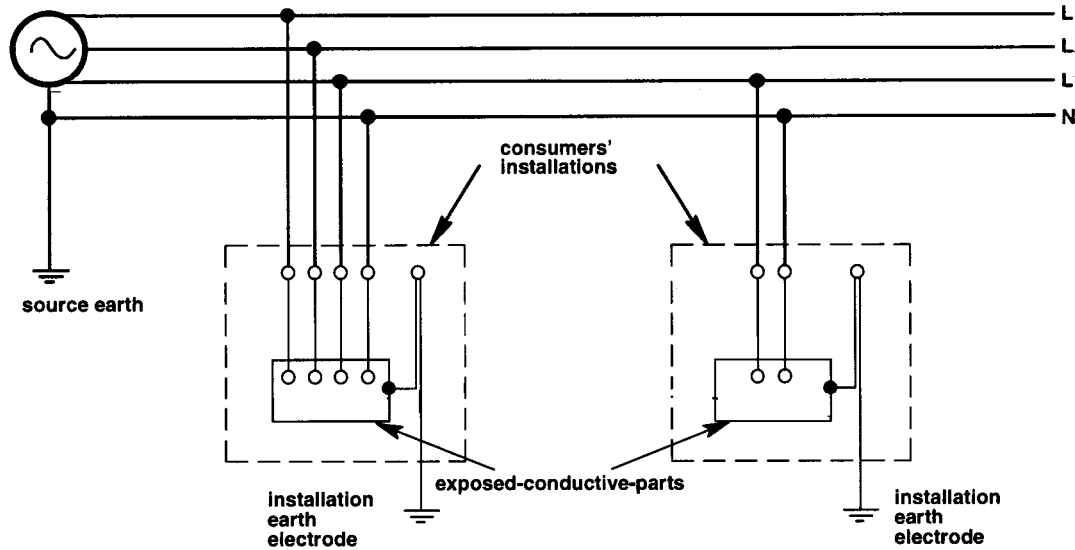 L
L
L
N
consumers'
installations
source earth
exposed-conductive-parts
installation
earth
electrode
installation
earth
electrode